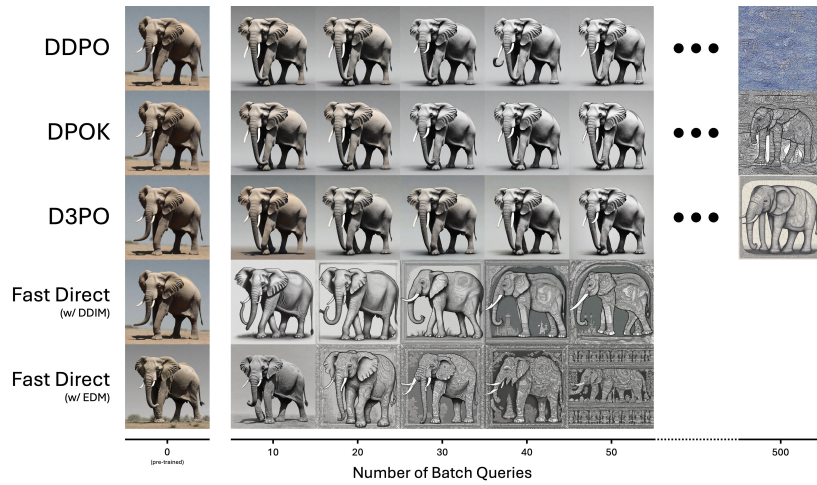 DDPO
DPOK
D3PO
Fast Direct
(w/ DDIM)
Fast Direct
(w/ EDM)
0 10 20 30 40 50 500
(pre-trained)
Number of Batch Queries